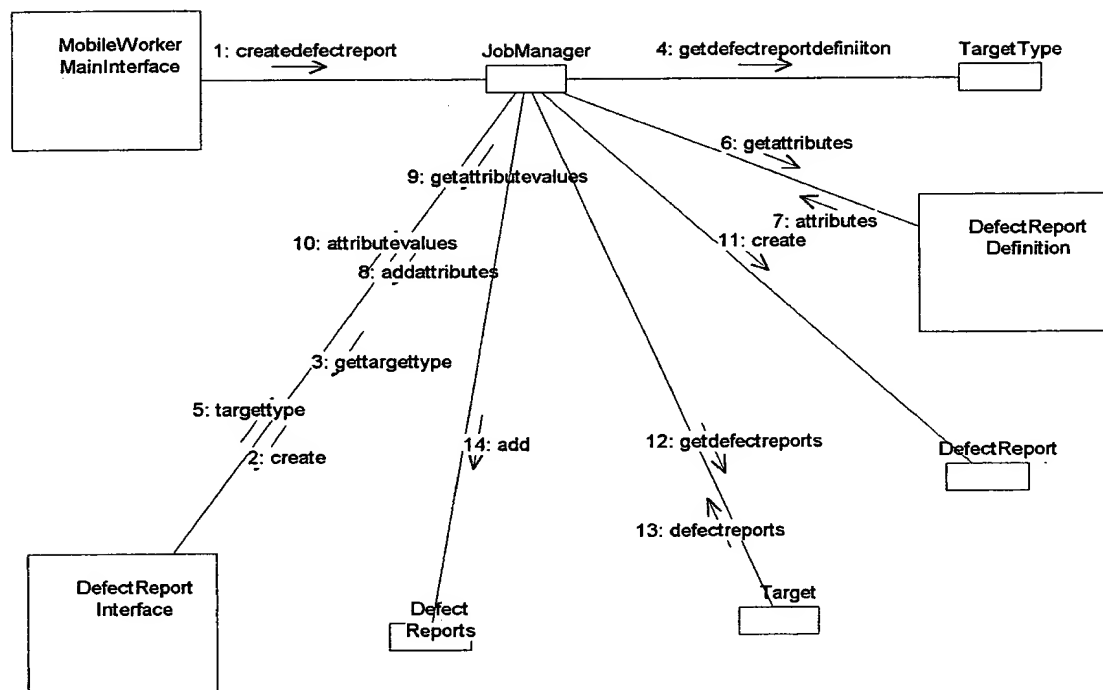 MobileWorker
MainInterface
1: createdefectreport
JobManager
4: getdefectreportdefiniiton
TargetType
6: getattributes
9: getattributevalues
7: attributes
DefectReport
Definition
11: create
10: attributevalues
8: addattributes
3: gettargettype
5: targettype
2: create
14: add
12: getdefectreports
DefectReport
13: defectreports
DefectReport
Interface
Defect
Reports
Target